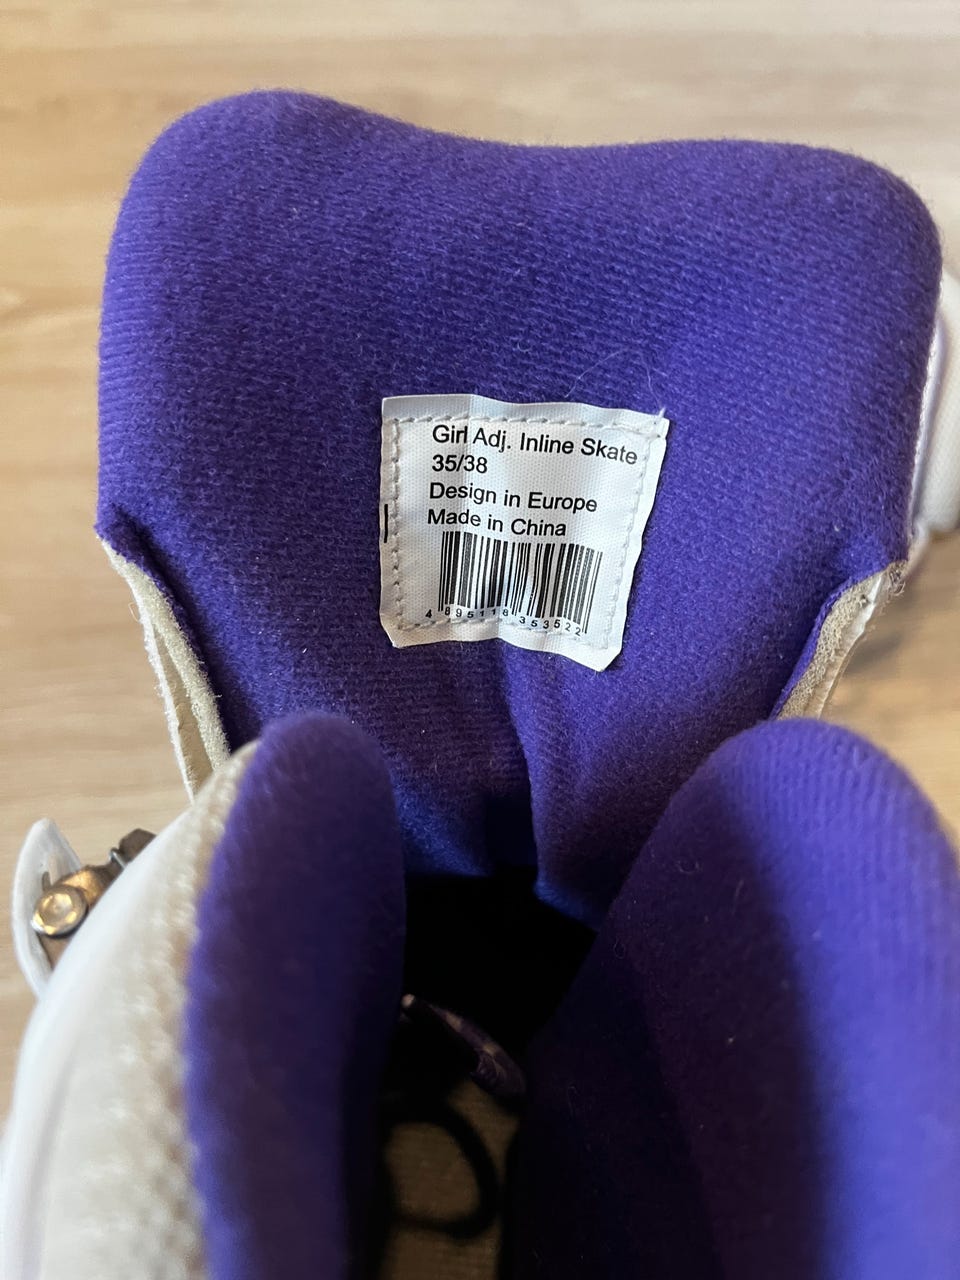 Girl Adj. Inline Skate
35/38
Design in Europe
Made in China
4 895118 353522